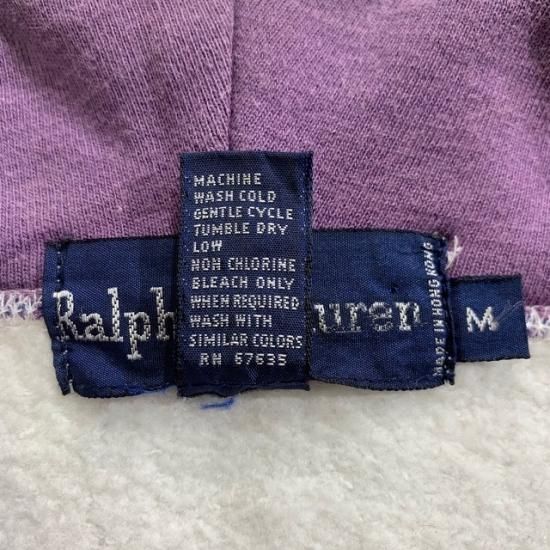 MACHINE
WASH COLD
GENTLE CYCLE
TUMBLE DRY
LOW
NON CHLORINE
BLEACH ONLY
WHEN REQUIRED
WASH WITH
SIMILAR COLORS
RN 67635
Ralph uren
MADE IN HONG KONG
M